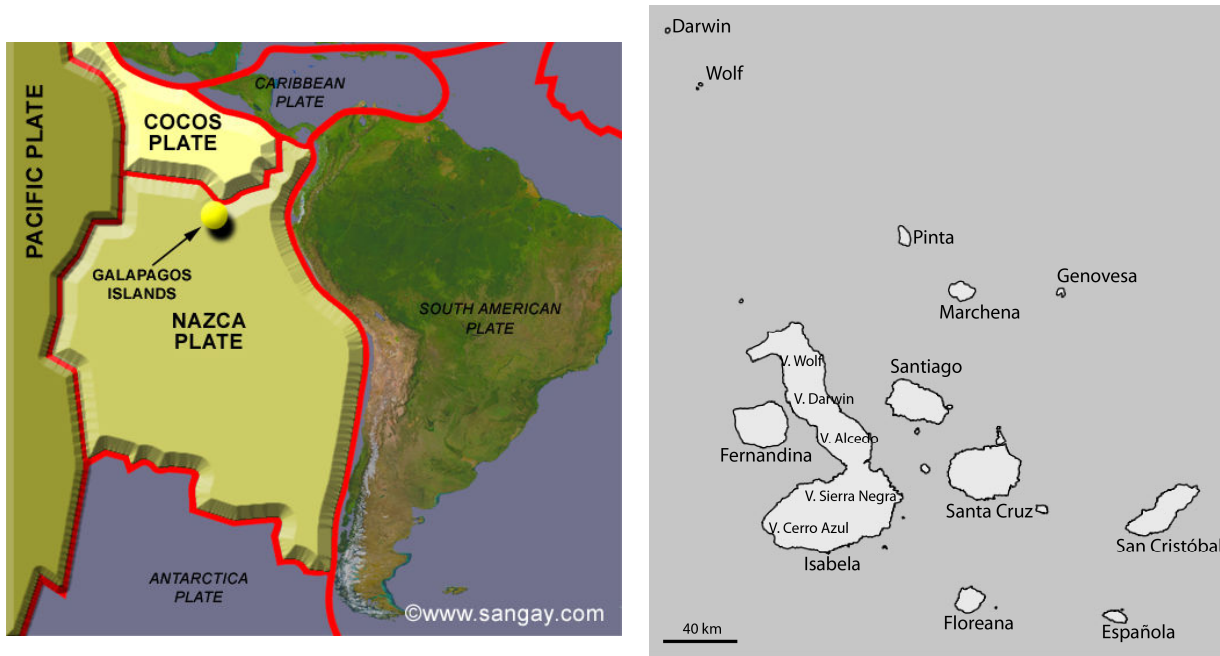 PACIFIC PLATE
COCOS
PLATE
CARIBBEAN
PLATE
GALAPAGOS
ISLANDS
NAZCA
PLATE
SOUTH AMERICAN
PLATE
ANTARCTICA
PLATE
©www.sangay.com
Darwin
Wolf
Pinta
Genovesa
Marchena
V. Wolf
Santiago
V. Darwin
V. Alcedo
Fernandina
V. Sierra Negra
Santa Cruz
V. Cerro Azul
San Cristóbal
Isabela
Floreana
Española
40 km